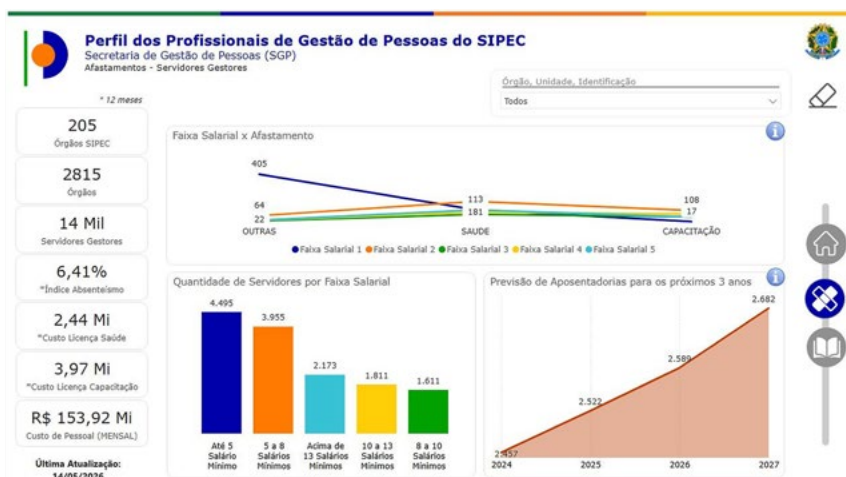 Perfil dos Profissionais de Gestão de Pessoas do SIPEC
Secretaria de Gestão de Pessoas (SGP)
Afastamentos - Servidores Gestores
* 12 meses
Órgão, Unidade, Identificação
Todos
205
Órgãos SIPEC
2815
Órgãos
14 Mil
Servidores Gestores
6,41%
*Índice Absenteísmo
2,44 Mi
*Custo Licença Saúde
3,97 Mi
*Custo Licença Capacitação
R$ 153,92 Mi
Custo de Pessoal (MENSAL)
Última Atualização:
14/05/2026
Faixa Salarial x Afastamento
405
64
22
113
181
108
17
OUTRAS
SAUDE
CAPACITAÇÃO
Faixa Salarial 1
Faixa Salarial 2
Faixa Salarial 3
Faixa Salarial 4
Faixa Salarial 5
Quantidade de Servidores por Faixa Salarial
4.495
3.955
2.173
1.811
1.611
Até 5
Salário
Mínimo
5 a 8
Salários
Mínimos
Acima de
13 Salários
Mínimos
10 a 13
Salários
Mínimos
8 a 10
Salários
Mínimos
Previsão de Aposentadorias para os próximos 3 anos
2.457
2.522
2.589
2.682
2024
2025
2026
2027